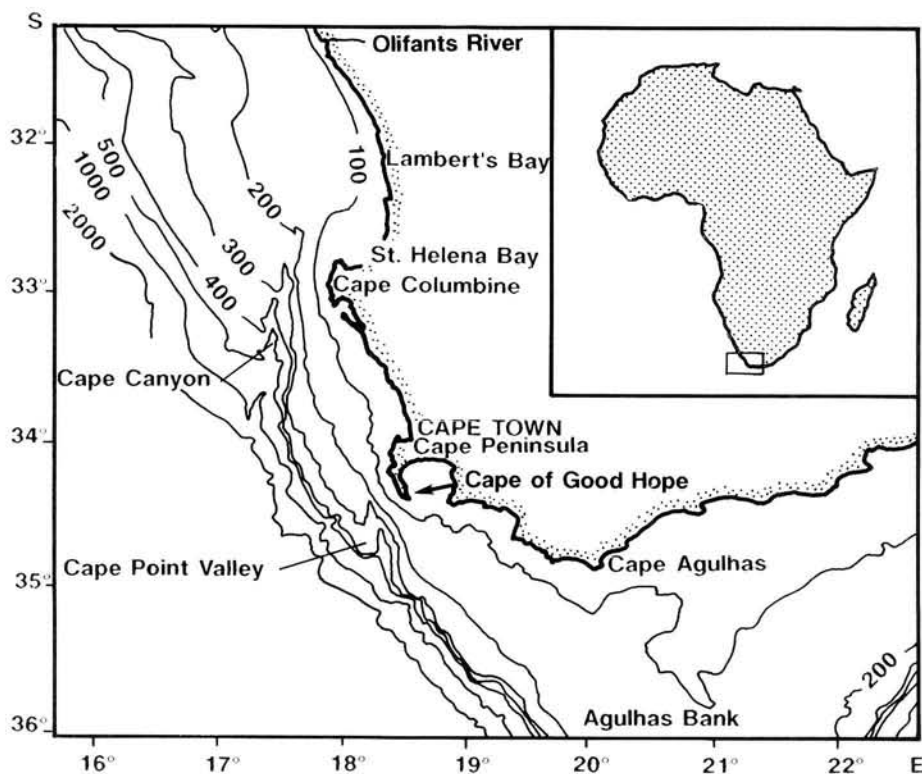 S
Olifants River
32°
Lambert's Bay
100
500
1000
2000
200
300
400
St. Helena Bay
33°
Cape Columbine
Cape Canyon
34°
CAPE TOWN
Cape Peninsula
Cape of Good Hope
Cape Point Valley
Cape Agulhas
35°
200
Agulhas Bank
36°
16°
17°
18°
19°
20°
21°
22°
E